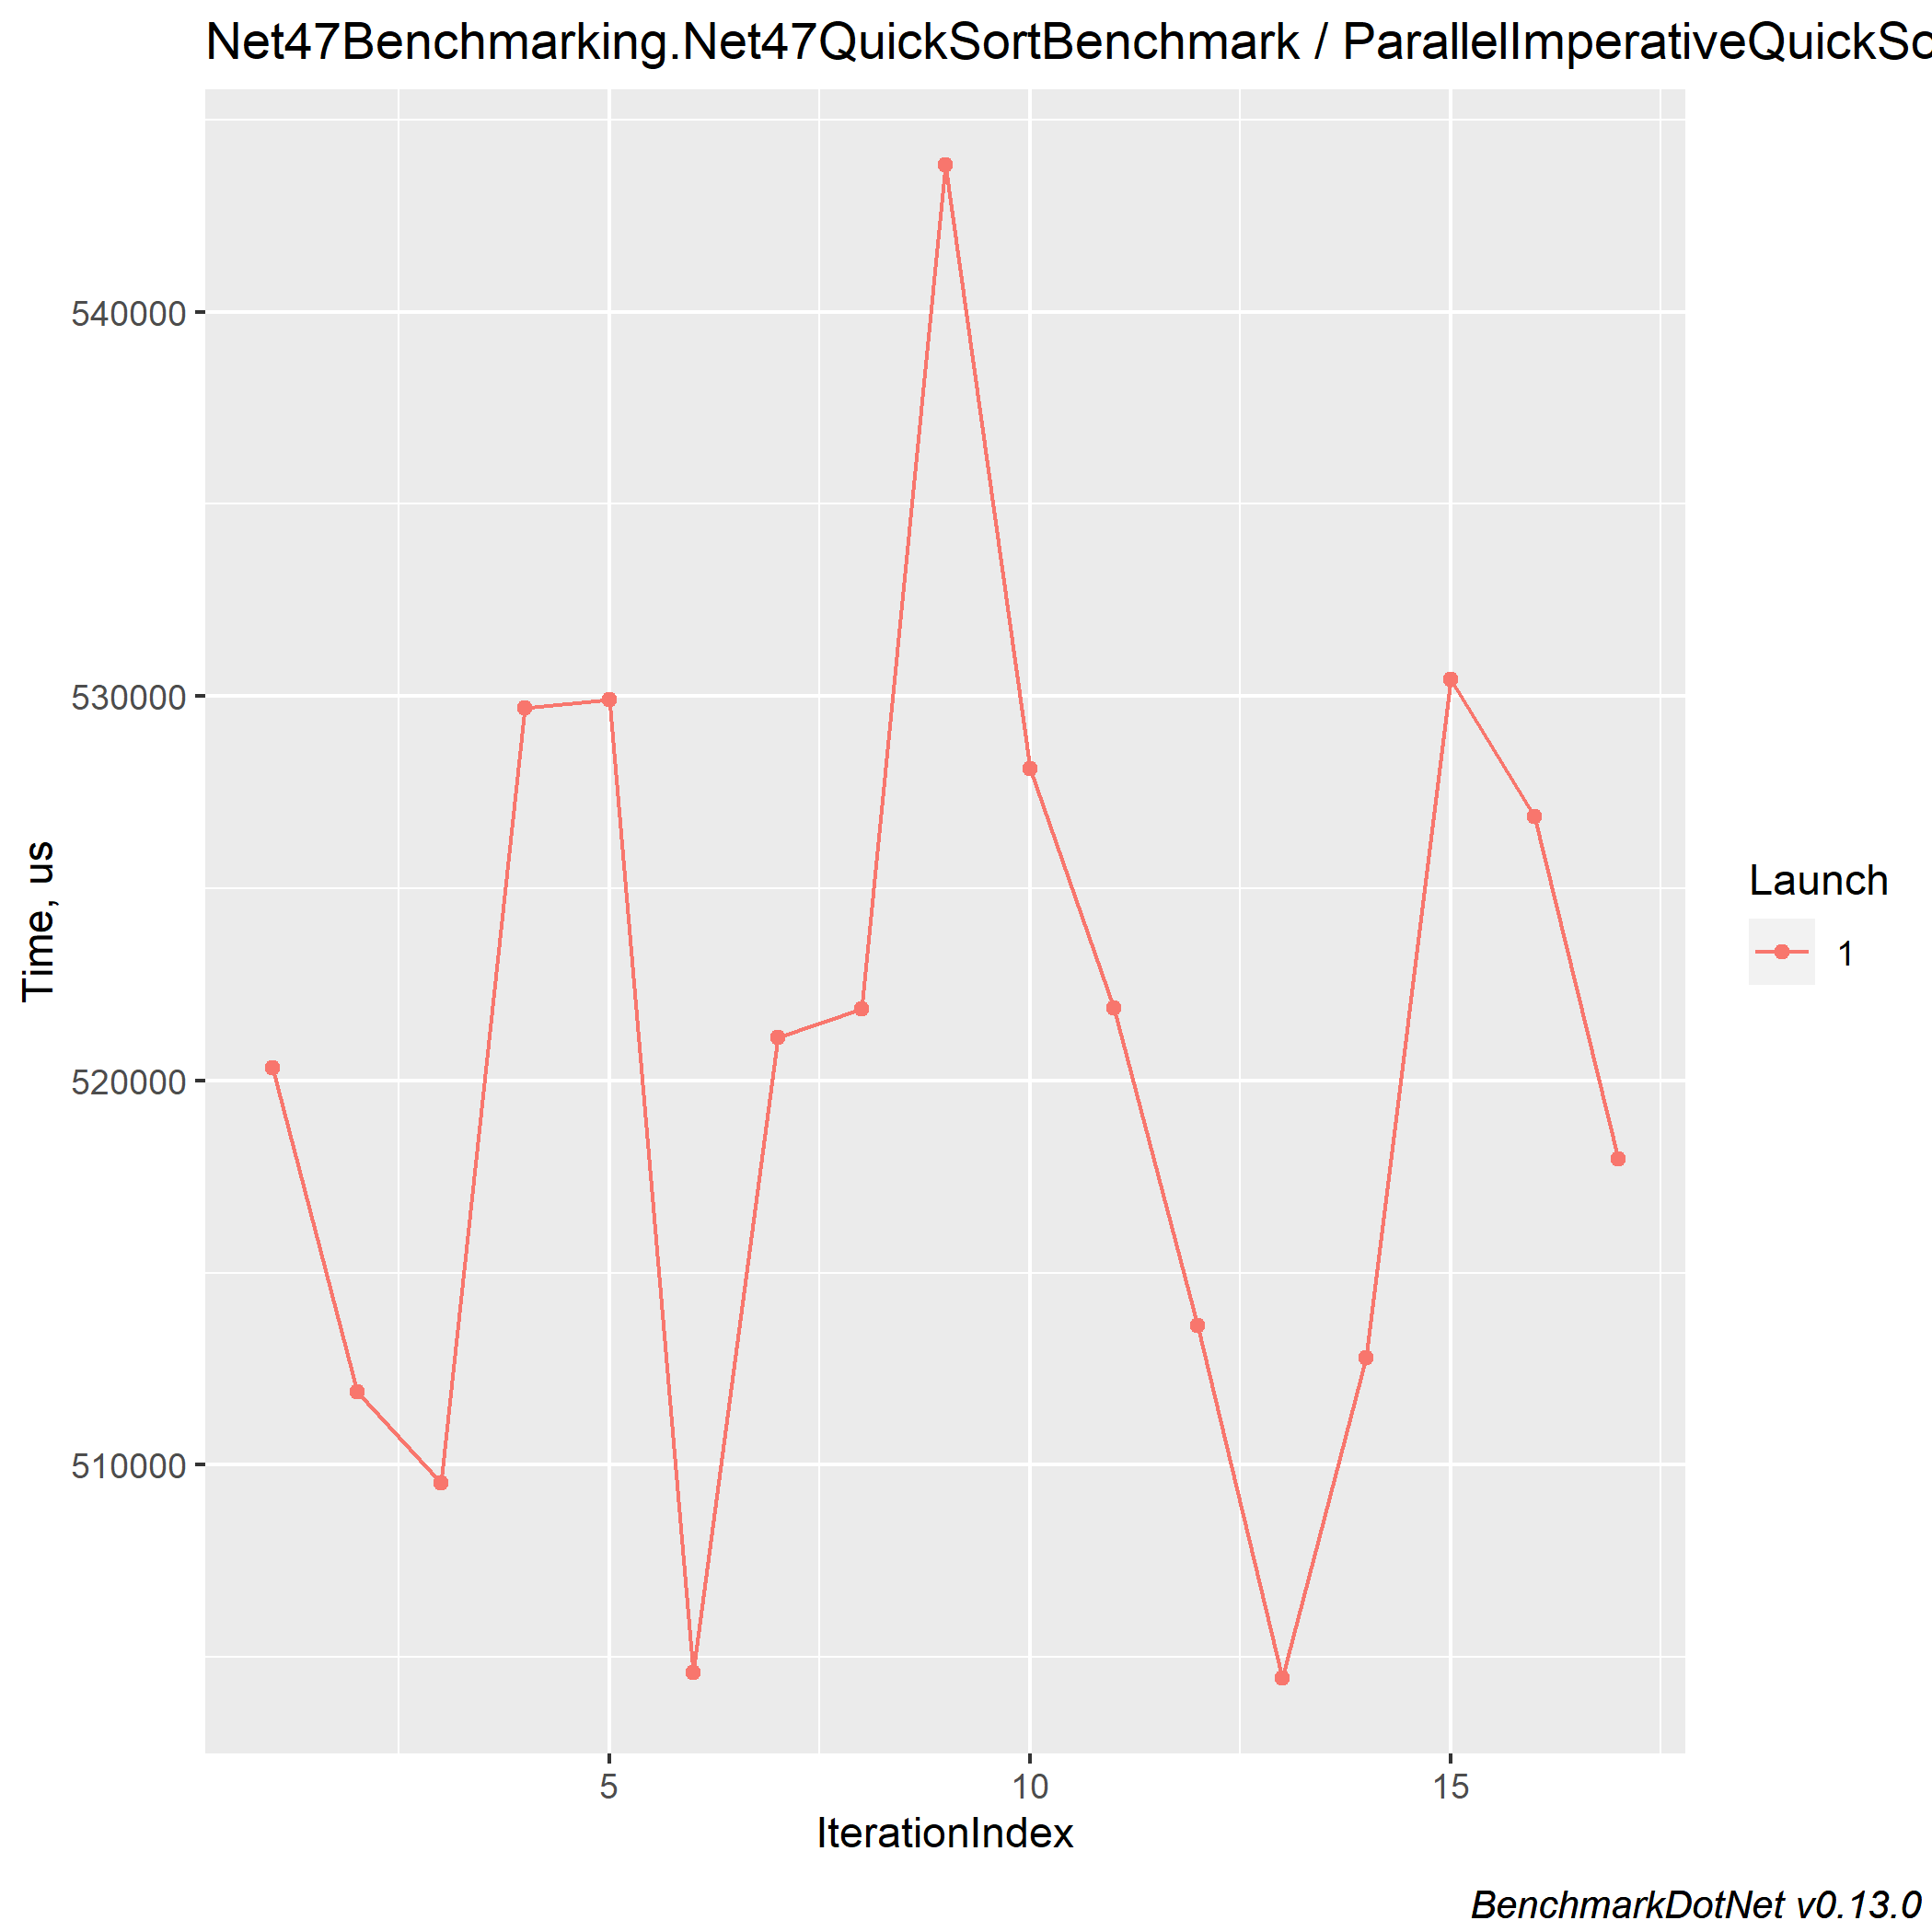 Net47Benchmarking.Net47QuickSortBenchmark / ParallelImperativeQuickSo
540000
530000
520000
510000
Time, us
5
10
15
IterationIndex
Launch
1
BenchmarkDotNet v0.13.0